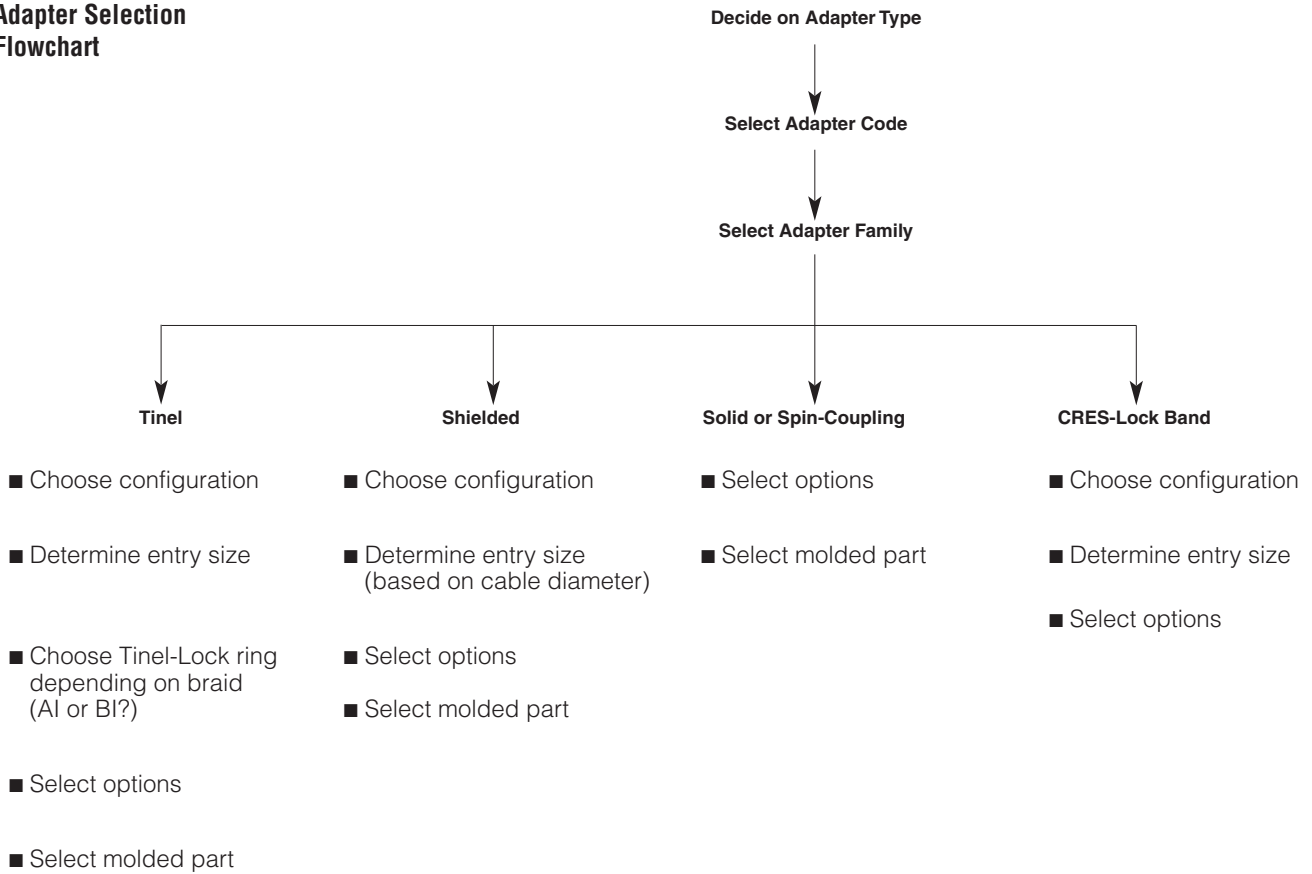 Adapter Selection
Flowchart
Decide on Adapter Type
Select Adapter Code
Select Adapter Family
Tinel
■ Choose configuration
■ Determine entry size
■ Choose Tinel-Lock ring
depending on braid
(AI or BI?)
■ Select options
■ Select molded part
Shielded
■ Choose configuration
■ Determine entry size
(based on cable diameter)
■ Select options
■ Select molded part
Solid or Spin-Coupling
■ Select options
■ Select molded part
CRES-Lock Band
■ Choose configuration
■ Determine entry size
■ Select options